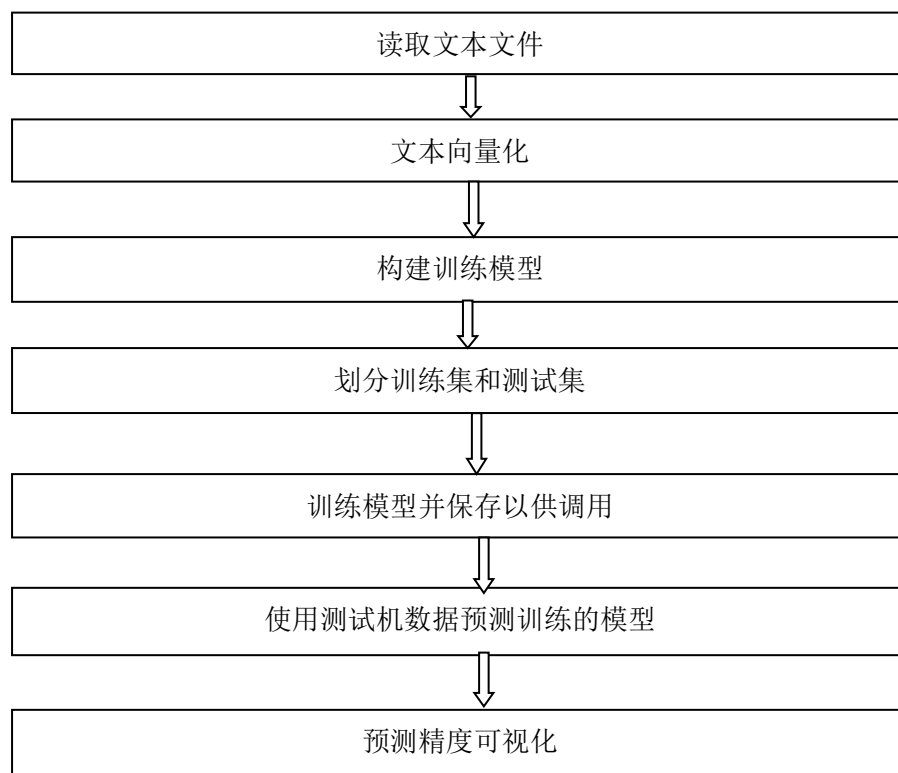 读取文本文件
文本向量化
构建训练模型
划分训练集和测试集
训练模型并保存以供调用
使用测试机数据预测训练的模型
预测精度可视化